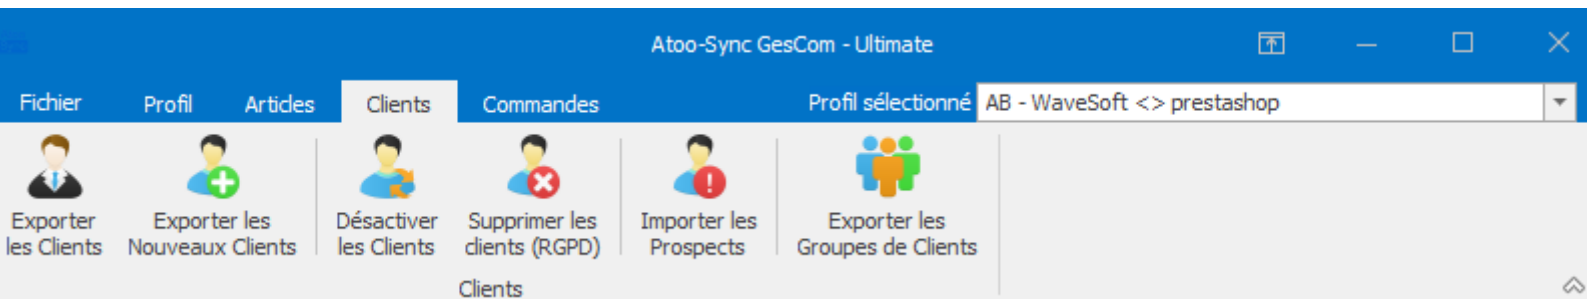 Atoo-Sync GesCom - Ultimate
Fichier Profil Articles Clients Commandes Profil sélectionné AB - WaveSoft <> prestashop
Exporter les Clients
Exporter les Nouveaux Clients
Désactiver les Clients
Supprimer les clients (RGPD)
Importer les Prospects
Exporter les Groupes de Clients
Clients